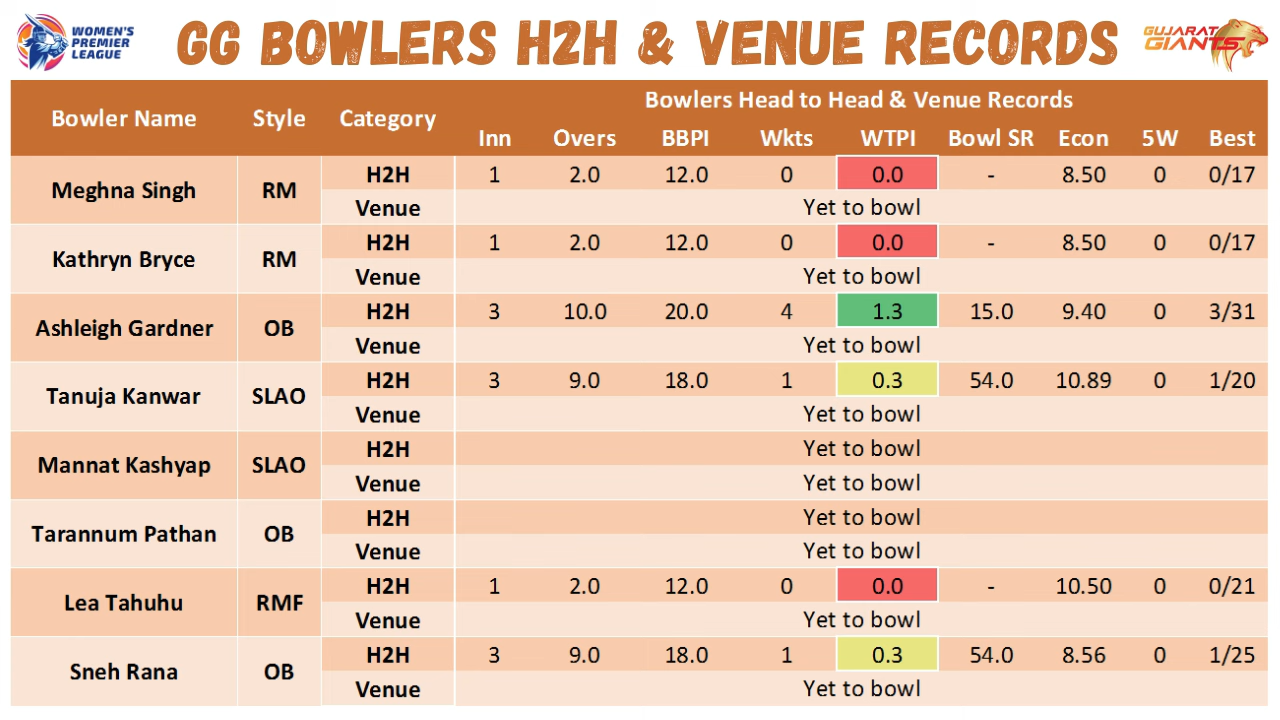 WOMEN'S
PREMIER
LEAGUE
GG BOWLERS H2H & VENUE RECORDS
GUJARAT
GIANTS
Bowler Name Style Category Bowlers Head to Head & Venue Records
Inn Overs BBPI Wkts WTPI Bowl SR Econ 5W Best
Meghna Singh RM H2H 1 2.0 12.0 0 0.0 - 8.50 0 0/17
Venue Yet to bowl
Kathryn Bryce RM H2H 1 2.0 12.0 0 0.0 - 8.50 0 0/17
Venue Yet to bowl
Ashleigh Gardner OB H2H 3 10.0 20.0 4 1.3 15.0 9.40 0 3/31
Venue Yet to bowl
Tanuja Kanwar SLAO H2H 3 9.0 18.0 1 0.3 54.0 10.89 0 1/20
Venue Yet to bowl
Mannat Kashyap SLAO H2H Yet to bowl
Venue Yet to bowl
Tarannum Pathan OB H2H Yet to bowl
Venue Yet to bowl
Lea Tahuhu RMF H2H 1 2.0 12.0 0 0.0 - 10.50 0 0/21
Venue Yet to bowl
Sneh Rana OB H2H 3 9.0 18.0 1 0.3 54.0 8.56 0 1/25
Venue Yet to bowl